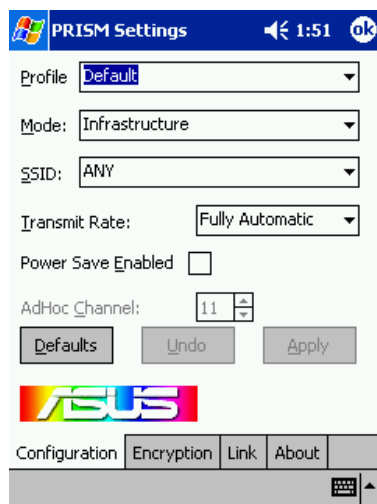 PRISM Settings 1:51 ok
Profile Default
Mode: Infrastructure
SSID: ANY
Transmit Rate: Fully Automatic
Power Save Enabled
AdHoc Channel: 11
Defaults Undo Apply
ASUS
Configuration Encryption Link About